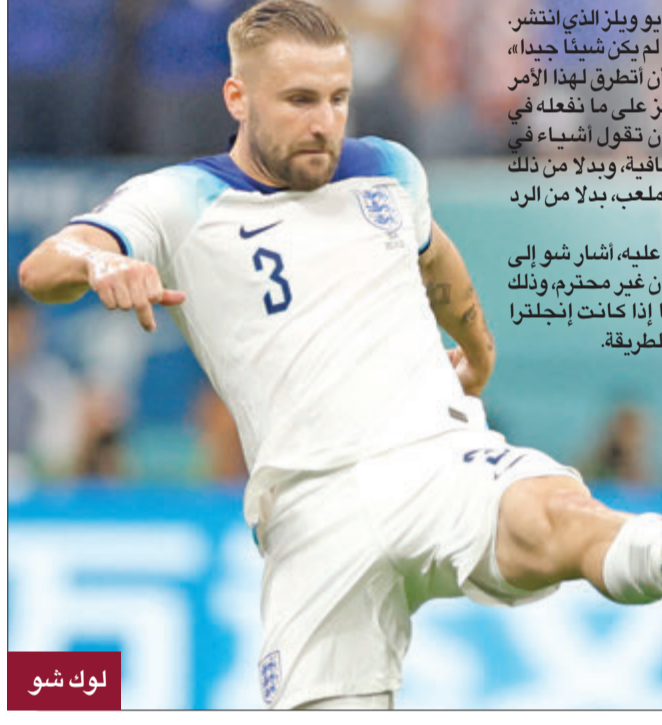 يو ويلز الذي انتشر.
لم يكن شيئا جيدا»،
أن أتطرق لهذا الأمر
ز على ما نفعله في
ن تقول أشياء في
افية، وبدلا من ذلك
ملعب، بدلا من الرد
عليه، أشار شو إلى
ن غير محترم، وذلك
ا إذا كانت إنجلترا
لطريقة.
3
لوك شو